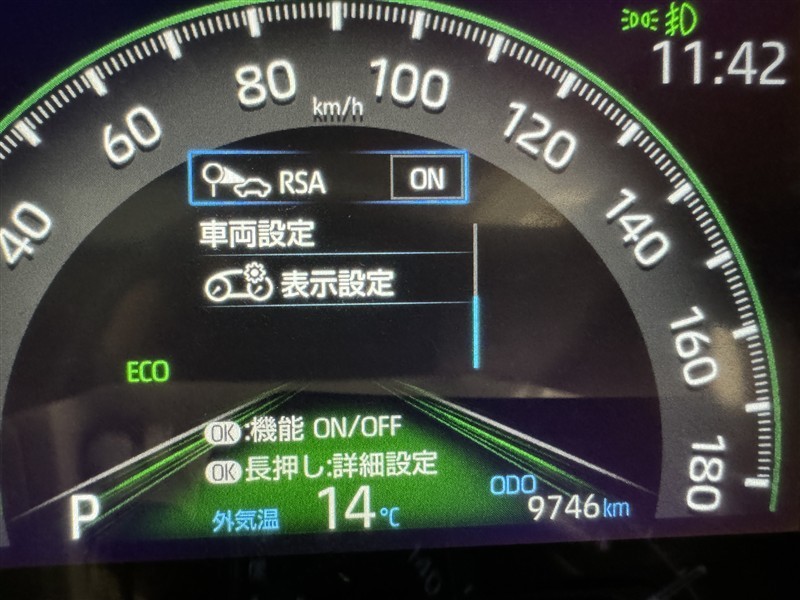 11:42
80
100
km/h
60
120
RSA ON
40
車両設定
140
表示設定
160
ECO
OK:機能 ON/OFF
OK長押し:詳細設定
180
P
外気温 14℃
ODO
9746km